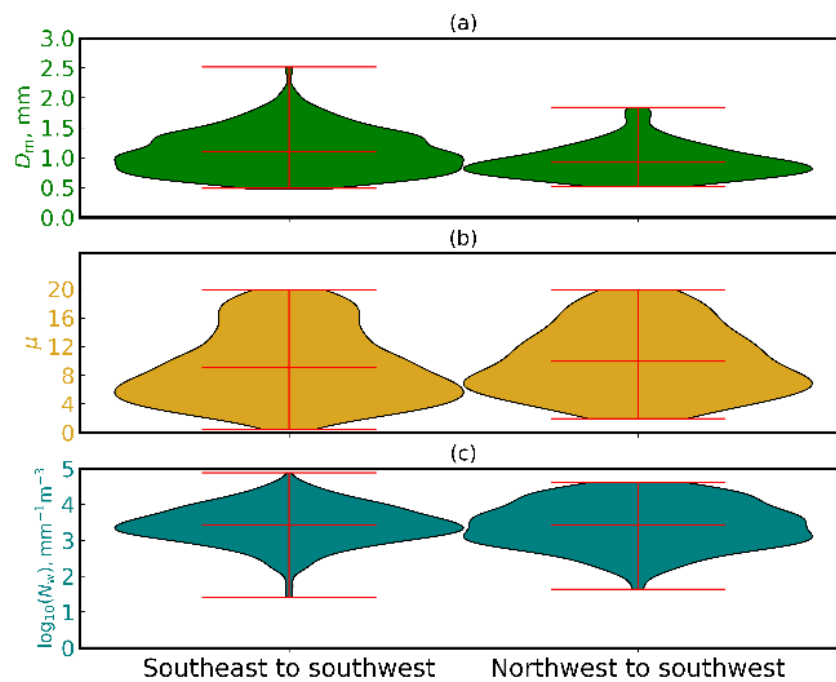 (a)
3.0
2.5
2.0
1.5
1.0
0.5
0.0
Dm, mm
(b)
20
16
12
8
4
0
μ
(c)
5
4
3
2
1
0
log₁₀(Nw), mm⁻¹m⁻³
Southeast to southwest Northwest to southwest